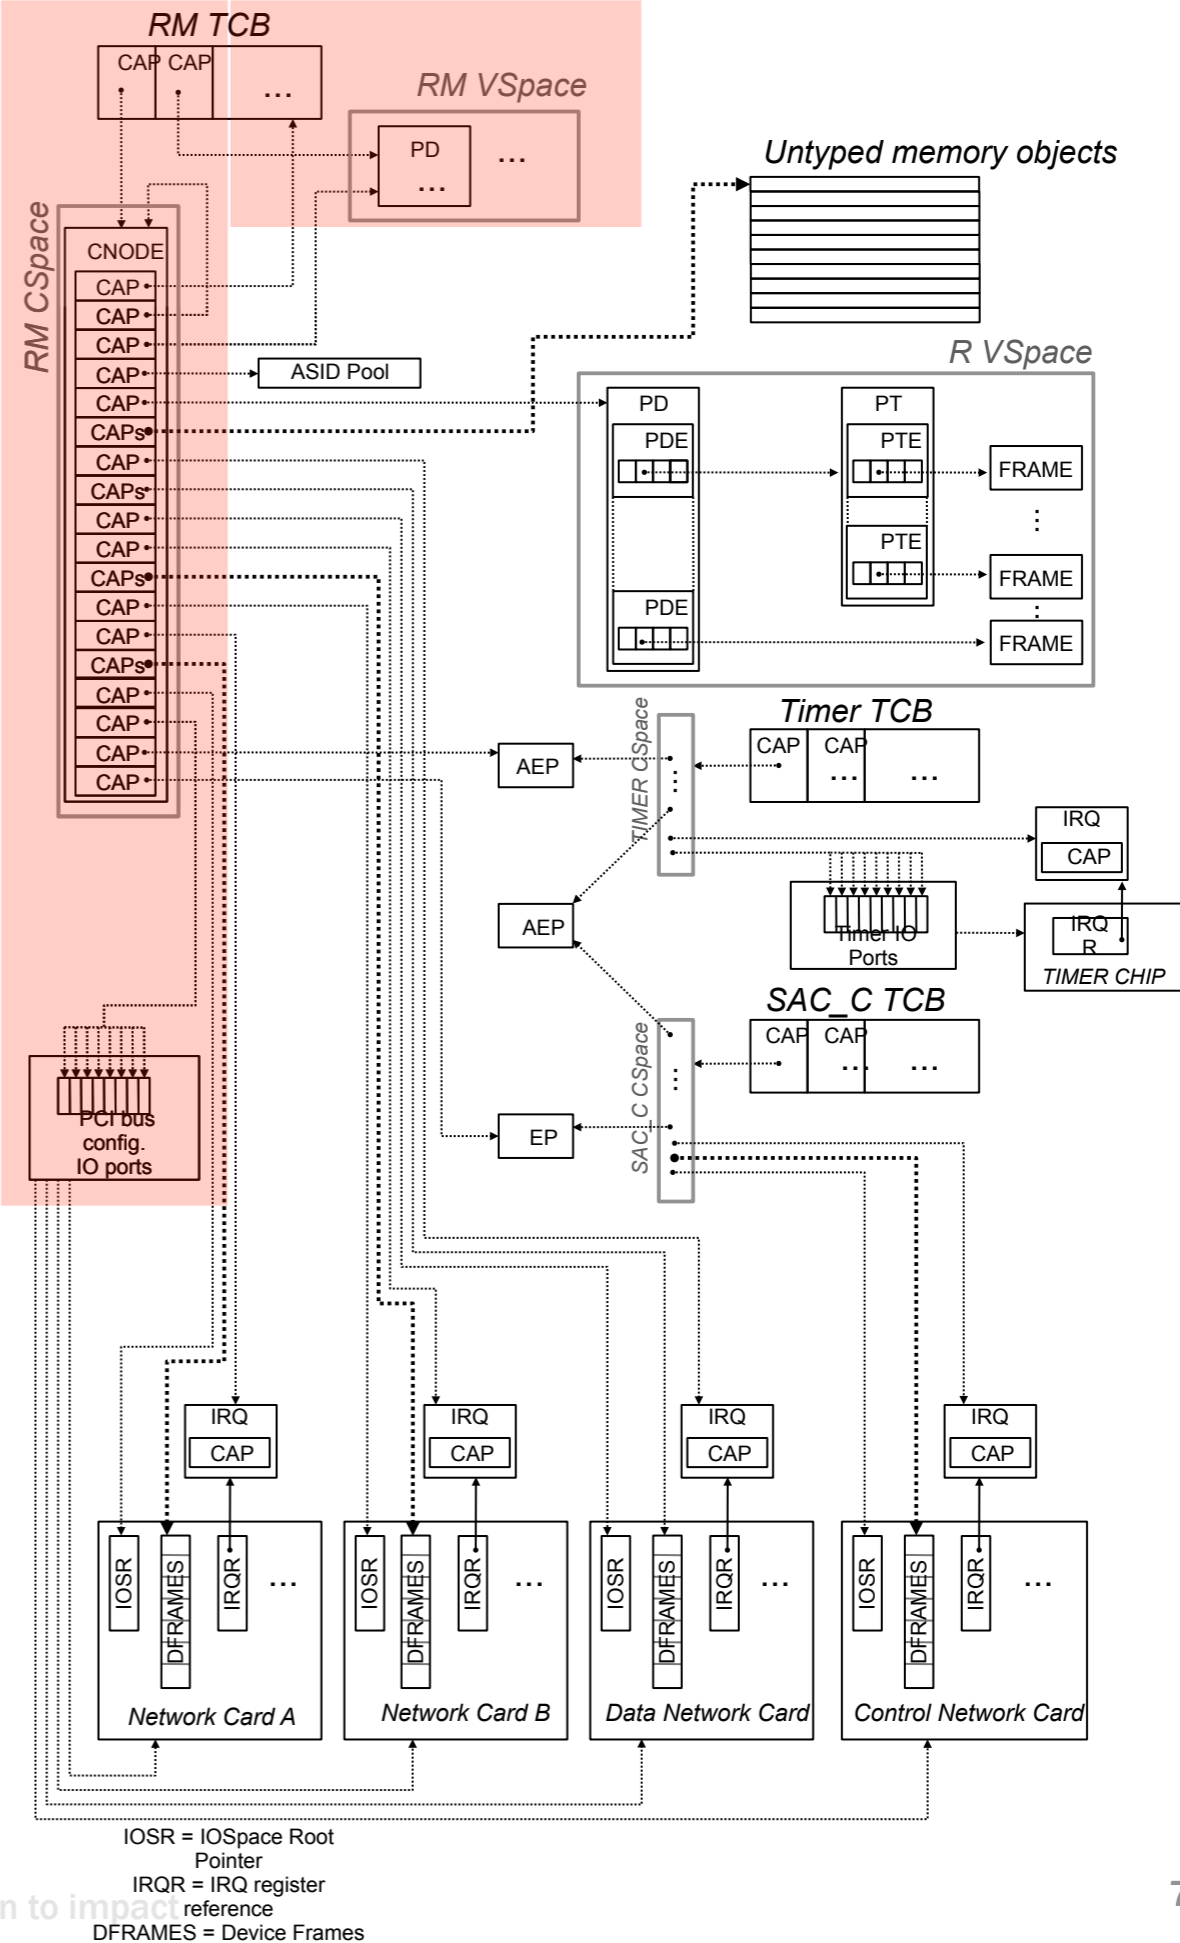 RM TCB
CAP CAP
...
RM VSpace
PD
...
...
Untyped memory objects
RM CSpace
CNODE
CAP
CAP
CAP
CAP
CAP
CAPs
CAP
CAPs
CAP
CAP
CAPs
CAP
CAP
CAPs
CAP
CAP
CAP
CAP
ASID Pool
R VSpace
PD
PT
PDE
PTE
FRAME
PTE
FRAME
PDE
FRAME
TIMER CSpace
Timer TCB
CAP CAP
... ...
AEP
IRQ
CAP
AEP
Timer IO
Ports
IRQ
R
TIMER CHIP
SAC_C TCB
SAC_C CSpace
CAP CAP
... ...
EP
PCI bus
config.
IO ports
IRQ
CAP
IRQ
CAP
IRQ
CAP
IRQ
CAP
IOSR
DFRAMES
IRQR
...
Network Card A
IOSR
DFRAMES
IRQR
...
Network Card B
IOSR
DFRAMES
IRQR
...
Data Network Card
IOSR
DFRAMES
IRQR
...
Control Network Card
IOSR = IOSpace Root
Pointer
IRQR = IRQ register
reference
DFRAMES = Device Frames
n to impact
7